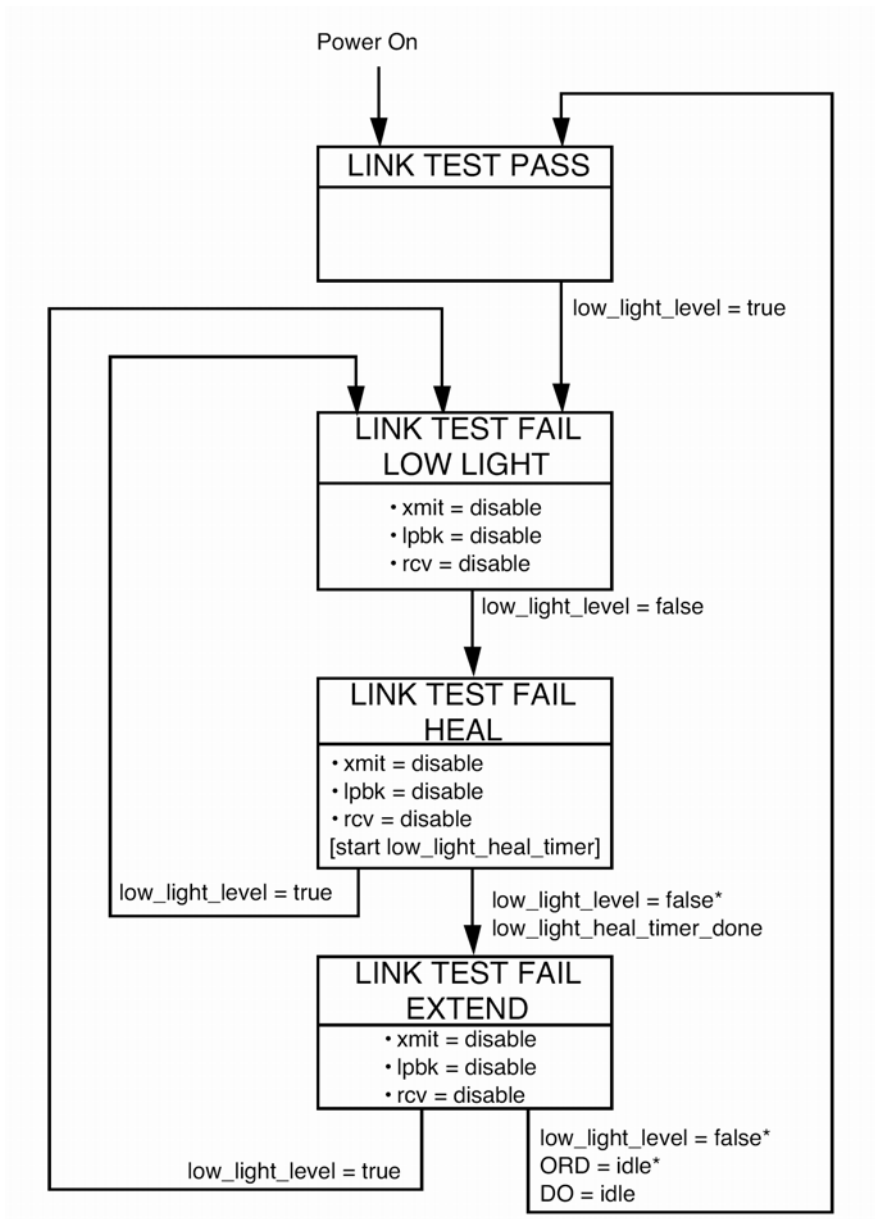 Power On
LINK TEST PASS
low_light_level = true
LINK TEST FAIL
LOW LIGHT
• xmit = disable
• lpbk = disable
• rcv = disable
low_light_level = false
LINK TEST FAIL
HEAL
• xmit = disable
• lpbk = disable
• rcv = disable
[start low_light_heal_timer]
low_light_level = true
low_light_level = false*
low_light_heal_timer_done
LINK TEST FAIL
EXTEND
• xmit = disable
• lpbk = disable
• rcv = disable
low_light_level = true
low_light_level = false*
ORD = idle*
DO = idle